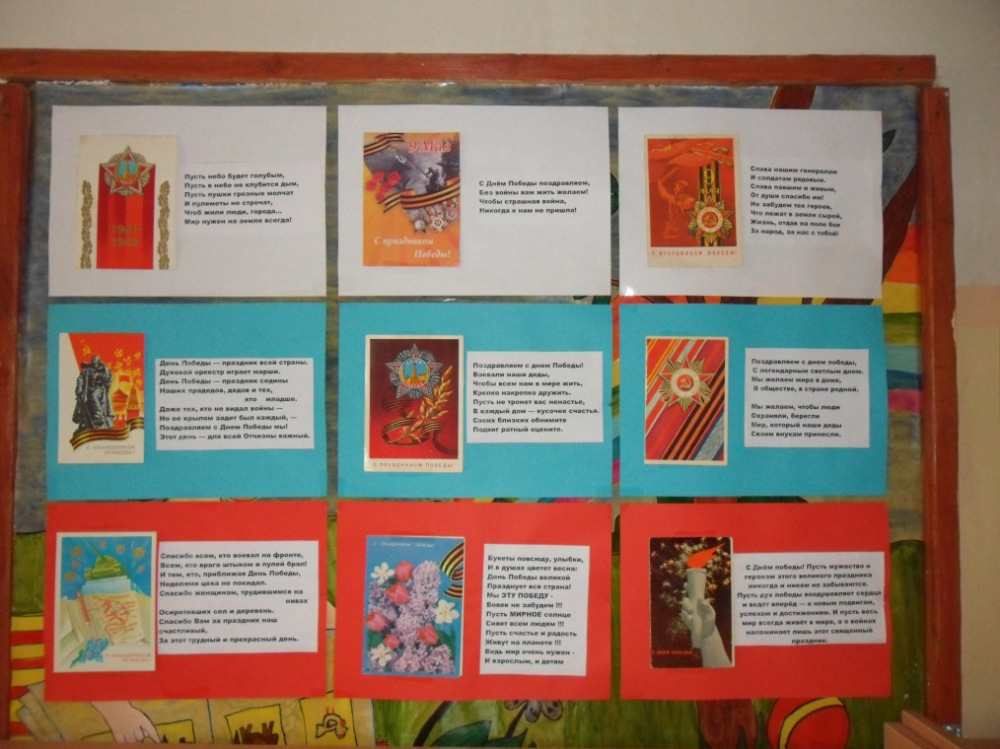 1941
1945
Пусть небо будет голубым,
Пусть в небе не клубится дым,
Пусть пушки грозные молчат
И пулеметы не строчат,
Чтоб жили люди, города...
Мир нужен на земле всегда!
9 Мая
С праздником
Победы!
С Днём Победы поздравляем,
Без войны вам жить желаем!
Чтобы страшная война,
Никогда к нам не пришла!
9
МАЯ
С ПРАЗДНИКОМ ПОБЕДЫ!
Слава нашим генералам
И солдатам рядовым.
Слава павшим и живым,
От души спасибо им!
Не забудем тех героев,
Что лежат в земле сырой,
Жизнь, отдав на поле боя
За народ, за нас с тобой!
С ПРАЗДНИКОМ
ПОБЕДЫ!
День Победы — праздник всей страны.
Духовой оркестр играет марши.
День Победы — праздник седины
Наших прадедов, дедов и тех,
кто младше.
Даже тех, кто не видал войны —
Но ее крылом задет был каждый, —
Поздравляем с Днем Победы мы!
Этот день — для всей Отчизны важный.
С ПРАЗДНИКОМ ПОБЕДЫ!
Поздравляем с днем Победы!
Воевали наши деды,
Чтобы всем нам в мире жить,
Крепко накрепко дружить.
Пусть не тронет вас ненастье,
В каждый дом — кусочек счастья.
Своих близких обнимите
Подвиг ратный оцените.
Поздравляем с днем победы,
С легендарным светлым днем.
Мы желаем мира в доме,
В обществе, в стране родной.
Мы желаем, чтобы люди
Охраняли, берегли
Мир, который наши деды
Своим внукам принесли.
С ПРАЗДНИКОМ
ПОБЕДЫ!
Спасибо всем, кто воевал на фронте,
Всем, кто врага штыком и пулей брал!
И тем, кто, приближая День Победы,
Неделями цеха не покидал.
Спасибо женщинам, трудившимся на
нивах
Осиротевших сел и деревень.
Спасибо Вам за праздник наш
счастливый,
За этот трудный и прекрасный день.
С ПРАЗДНИКОМ ПОБЕДЫ!
Букеты повсюду, улыбки,
И в душах цветет весна:
День Победы великой
Празднует вся страна!
Мы ЭТУ ПОБЕДУ -
Вовек не забудем !!!
Пусть МИРНОЕ солнце
Сияет всем людям !!!
Пусть счастье и радость
Живут на планете !!!
Ведь мир очень нужен -
И взрослым, и детям
С ДНЕМ ПОБЕДЫ!
С Днём победы! Пусть мужество и
героизм этого великого праздника
никогда и никем не забываются.
Пусть дух победы воодушевляет сердца
и ведёт вперёд — к новым подвигам,
успехам и достижениям. И пусть весь
мир всегда живёт в мире, а о войнах
напоминает лишь этот священный
праздник.